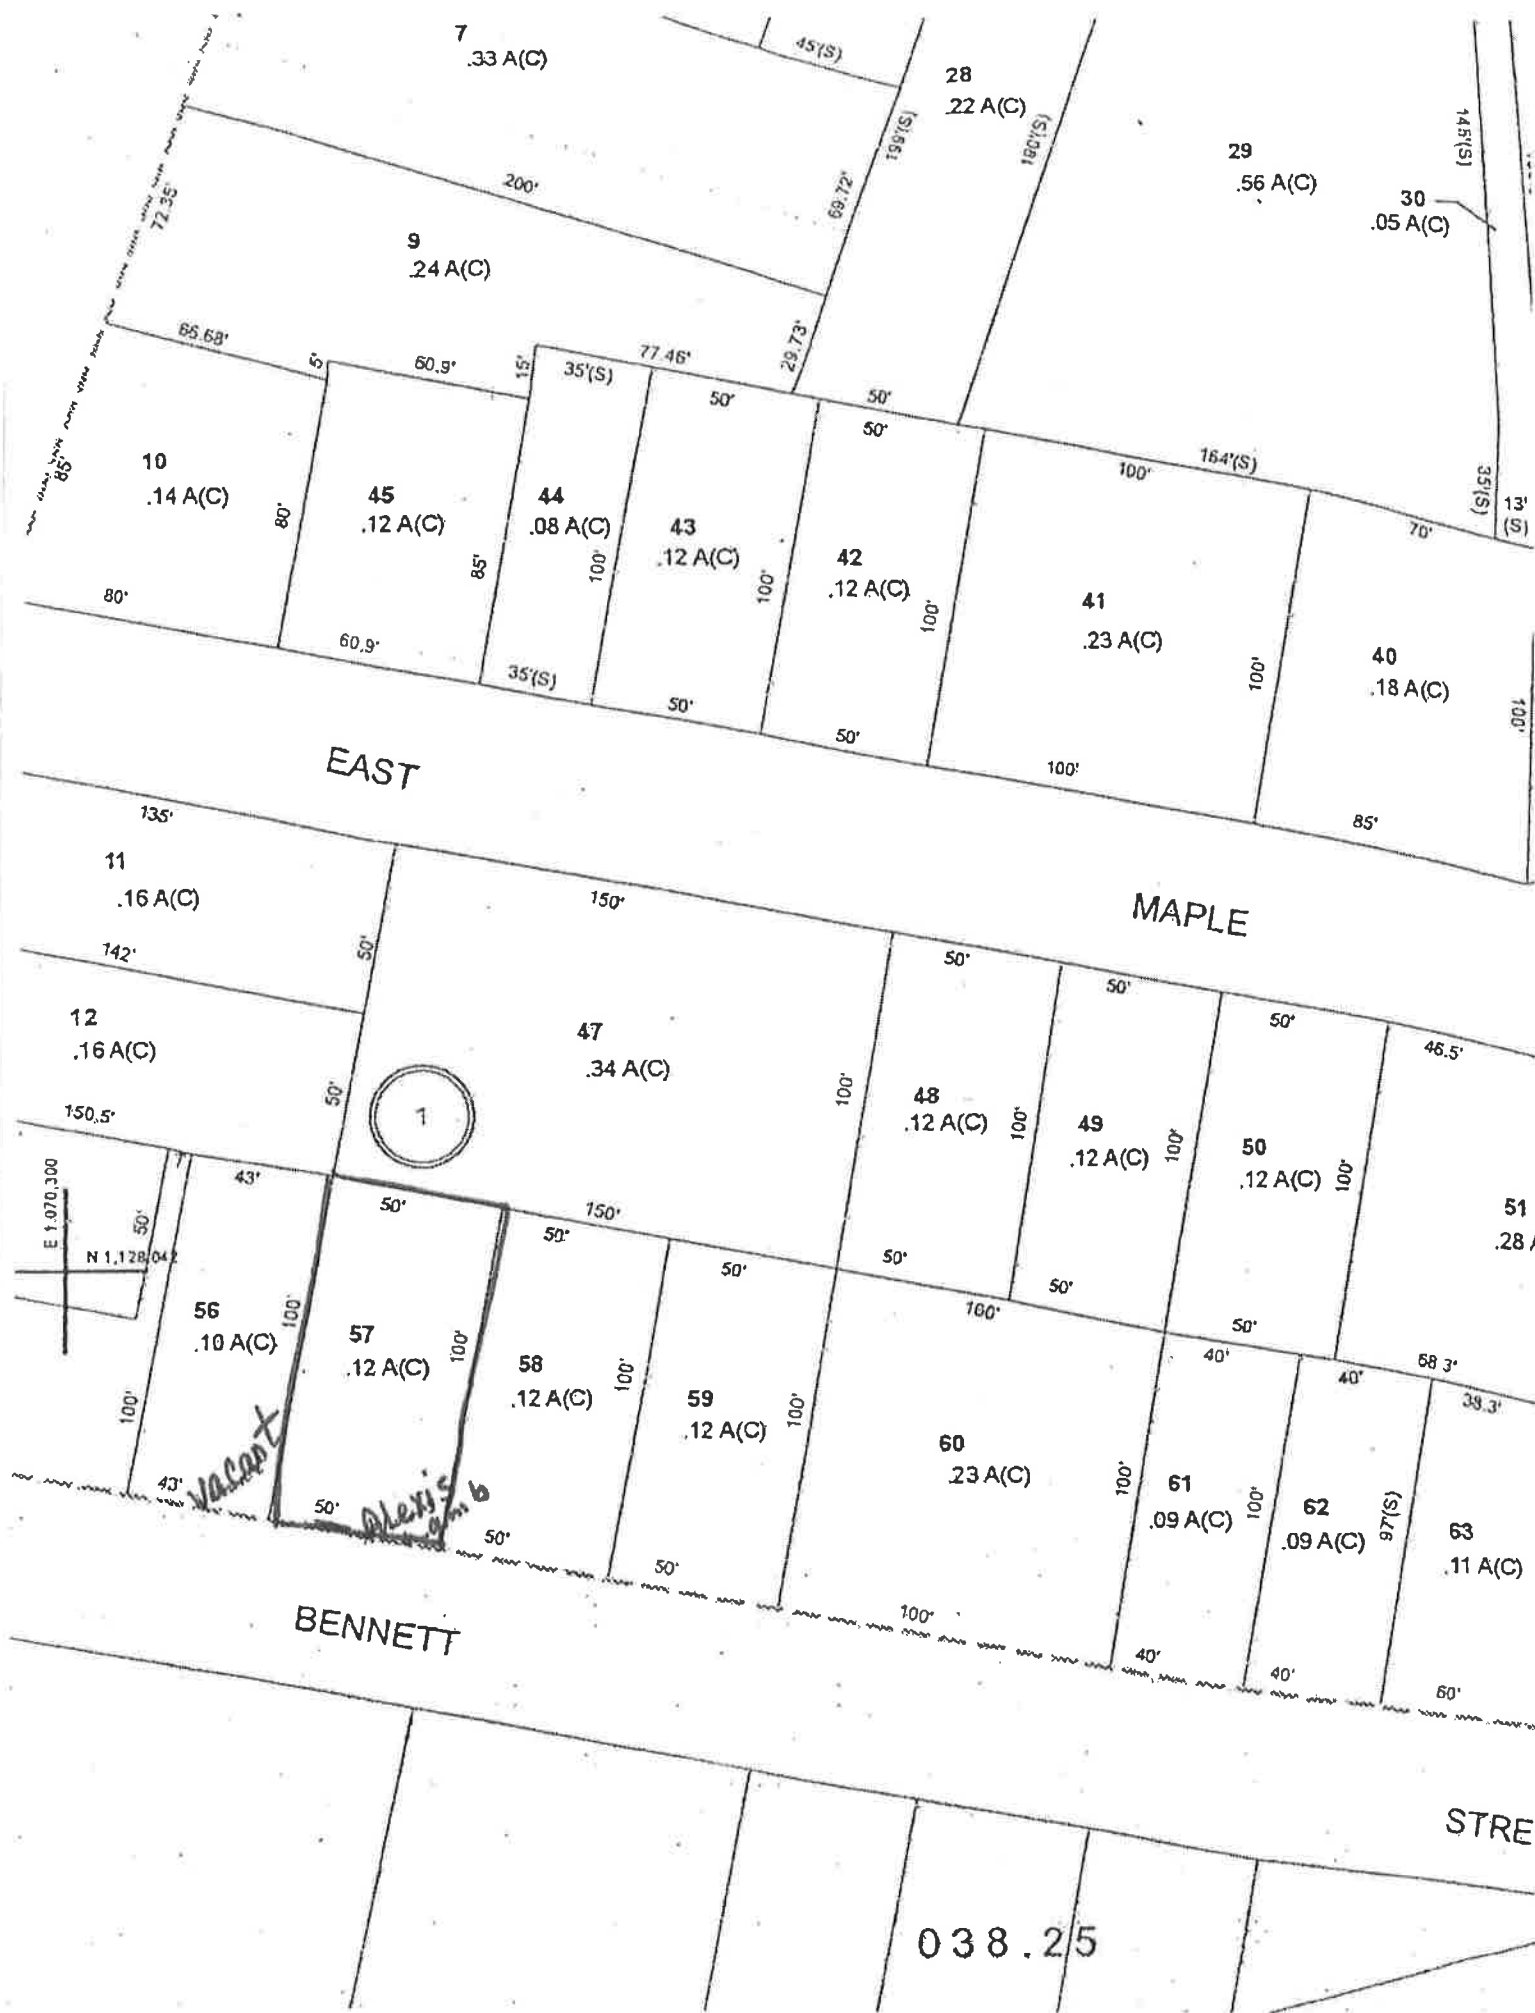 7
.33 A(C)
45'(S)
28
.22 A(C)
199'(S)
180'(S)
29
.56 A(C)
145'(S)
30
.05 A(C)
72.35'
200'
69.72'
9
.24 A(C)
66.68'
5'
60.9'
15'
35'(S)
77.46'
50'
29.73'
50'
50'
164'(S)
100'
35'(S)
13'
(S)
70'
85'
10
.14 A(C)
80'
45
.12 A(C)
85'
44
.08 A(C)
100'
43
.12 A(C)
100'
42
.12 A(C)
100'
41
.23 A(C)
100'
40
.18 A(C)
100'
80'
60.9'
35'(S)
50'
50'
100'
85'
EAST
MAPLE
135'
11
.16 A(C)
50'
150'
142'
12
.16 A(C)
50'
47
.34 A(C)
1
100'
50'
48
.12 A(C)
100'
50'
49
.12 A(C)
100'
50'
50
.12 A(C)
100'
46.5'
51
.28 A
150.5'
7'
43'
50'
150'
50'
50'
50'
50'
100'
50'
40'
40'
68.3'
38.3'
E 1,070,300
N 1,128,042
50'
56
.10 A(C)
100'
100'
57
.12 A(C)
100'
58
.12 A(C)
100'
59
.12 A(C)
100'
60
.23 A(C)
100'
61
.09 A(C)
100'
62
.09 A(C)
97'(S)
63
.11 A(C)
43'
vacant
50'
Alexis
50'
50'
100'
40'
40'
60'
BENNETT
STRE
038.25